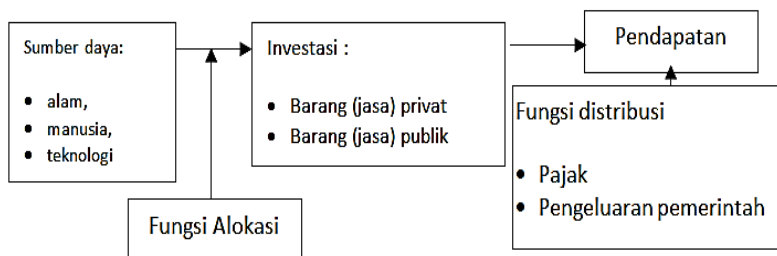 Sumber daya:
• alam,
• manusia,
• teknologi
Investasi :
• Barang (jasa) privat
• Barang (jasa) publik
Pendapatan
Fungsi distribusi
• Pajak
• Pengeluaran pemerintah
Fungsi Alokasi